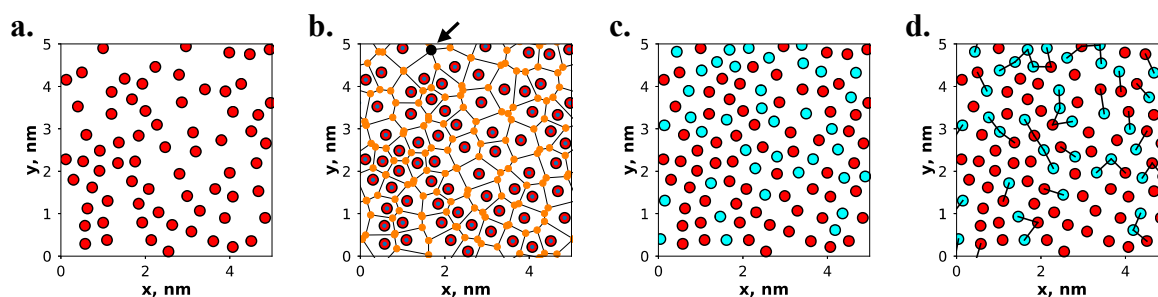 a. b. c. d.
5 5 5 5
4 4 4 4
3 3 3 3
y, nm y, nm y, nm y, nm
2 2 2 2
1 1 1 1
0 0 0 0
0 2 4 0 2 4 0 2 4 0 2 4
x, nm x, nm x, nm x, nm